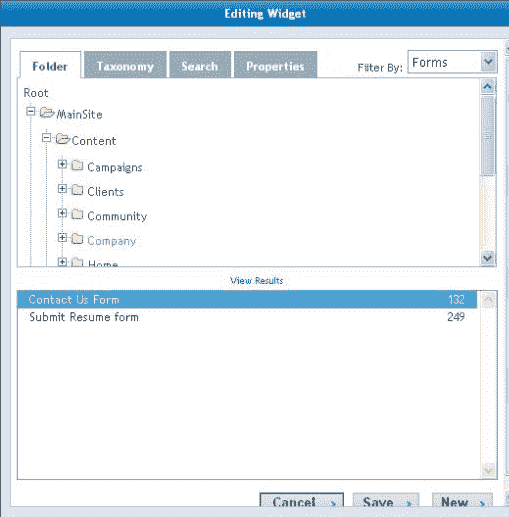 Editing Widget
Folder Taxonomy Search Properties Filter By: Forms
Root
MainSite
Content
Campaigns
Clients
Community
Company
Home
View Results
Contact Us Form 132
Submit Resume form 249
Cancel Save New